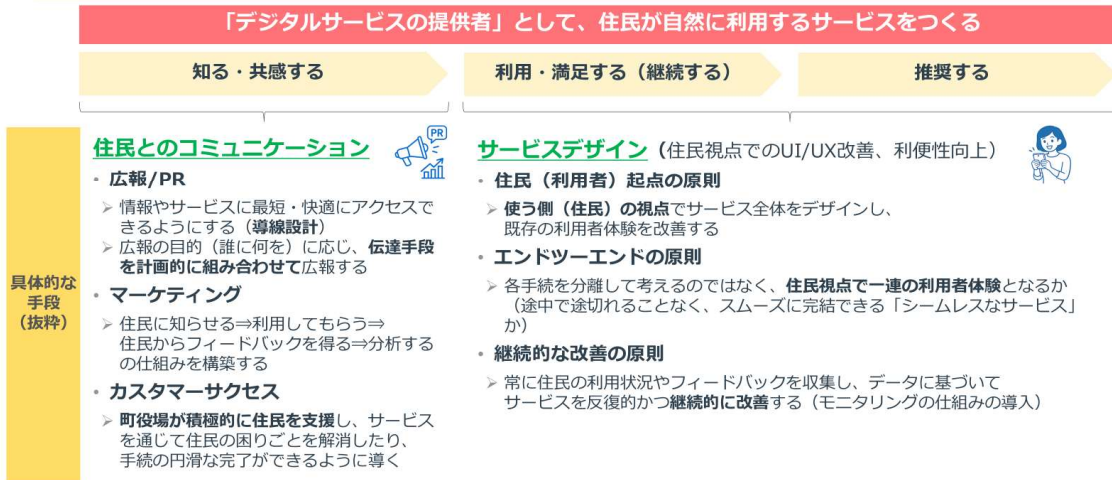 「デジタルサービスの提供者」として、住民が自然に利用するサービスをつくる
知る・共感する
利用・満足する（継続する）
推奨する
具体的な
手段
（抜粋）
住民とのコミュニケーション
PR
・ 広報/PR
➢ 情報やサービスに最短・快適にアクセスで
きるようにする（導線設計）
➢ 広報の目的（誰に何を）に応じ、伝達手段
を計画的に組み合わせて広報する
・ マーケティング
➢ 住民に知らせる⇒利用してもらう⇒
住民からフィードバックを得る⇒分析する
の仕組みを構築する
・ カスタマーサクセス
➢ 町役場が積極的に住民を支援し、サービス
を通じて住民の困りごとを解消したり、
手続の円滑な完了ができるように導く
サービスデザイン（住民視点でのUI/UX改善、利便性向上）
・ 住民（利用者）起点の原則
➢ 使う側（住民）の視点でサービス全体をデザインし、
既存の利用者体験を改善する
・ エンドツーエンドの原則
➢ 各手続を分離して考えるのではなく、住民視点で一連の利用者体験となるか
（途中で途切れることなく、スムーズに完結できる「シームレスなサービス」
か）
・ 継続的な改善の原則
➢ 常に住民の利用状況やフィードバックを収集し、データに基づいて
サービスを反復的かつ継続的に改善する（モニタリングの仕組みの導入）